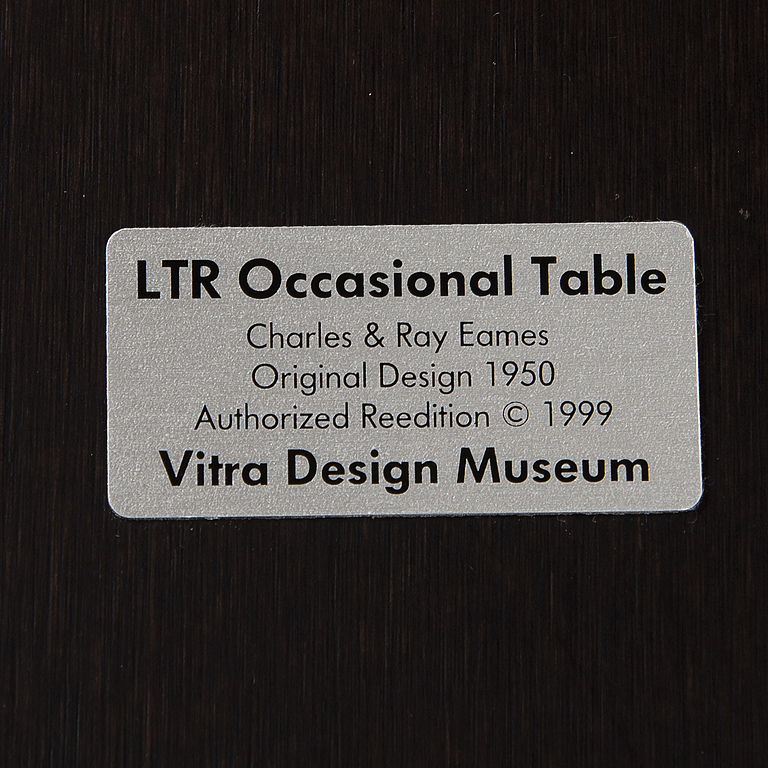 LTR Occasional Table
Charles & Ray Eames
Original Design 1950
Authorized Reedition © 1999
Vitra Design Museum